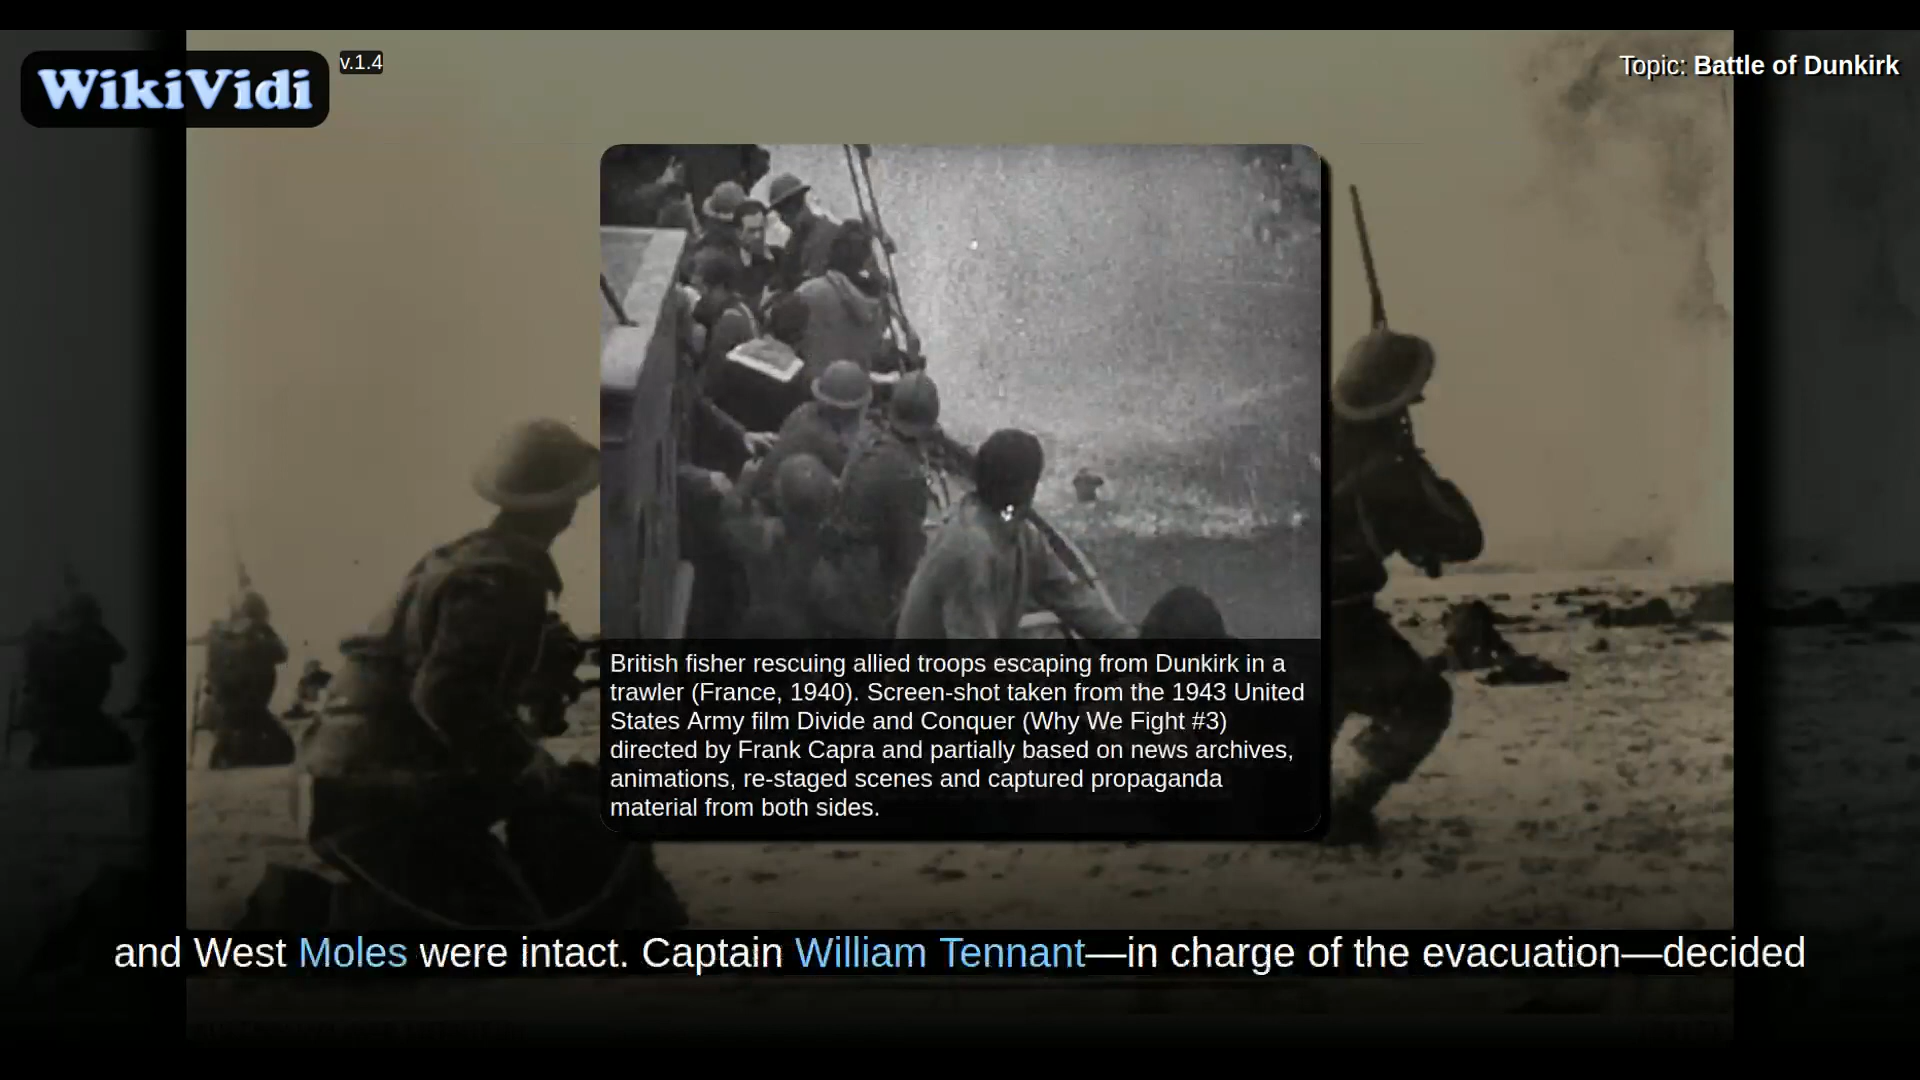 WikiVidi
v.1.4
Topic: Battle of Dunkirk
British fisher rescuing allied troops escaping from Dunkirk in a
trawler (France, 1940). Screen-shot taken from the 1943 United
States Army film Divide and Conquer (Why We Fight #3)
directed by Frank Capra and partially based on news archives,
animations, re-staged scenes and captured propaganda
material from both sides.
and West Moles were intact. Captain William Tennant—in charge of the evacuation—decided